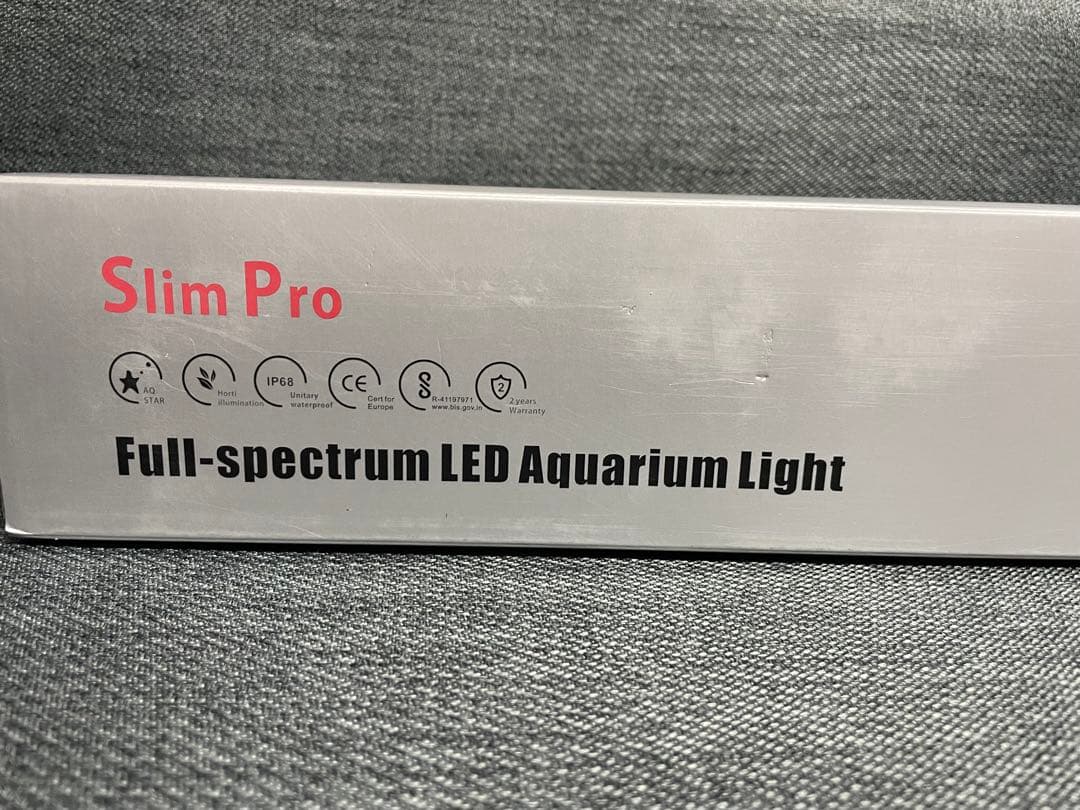 Slim Pro
AQ
STAR
Horti
illumination
IP68
Unitary
waterproof
CE
Cert for
Europe
R-41197971
www.bis.gov.in
2
2 years
Warranty
Full-spectrum LED Aquarium Light